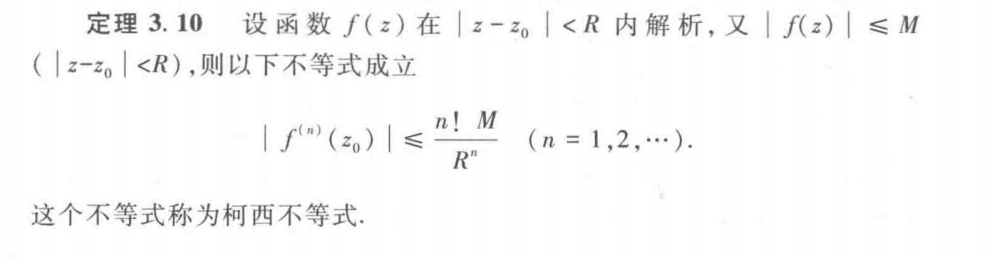 定理 3.10 设函数 f(z) 在 |z-z₀|<R 内解析,又 |f(z)|≤M
(|z-z₀|<R),则以下不等式成立
|f⁽ⁿ⁾(z₀)|≤ n! M / Rⁿ (n=1,2,⋯).
这个不等式称为柯西不等式.